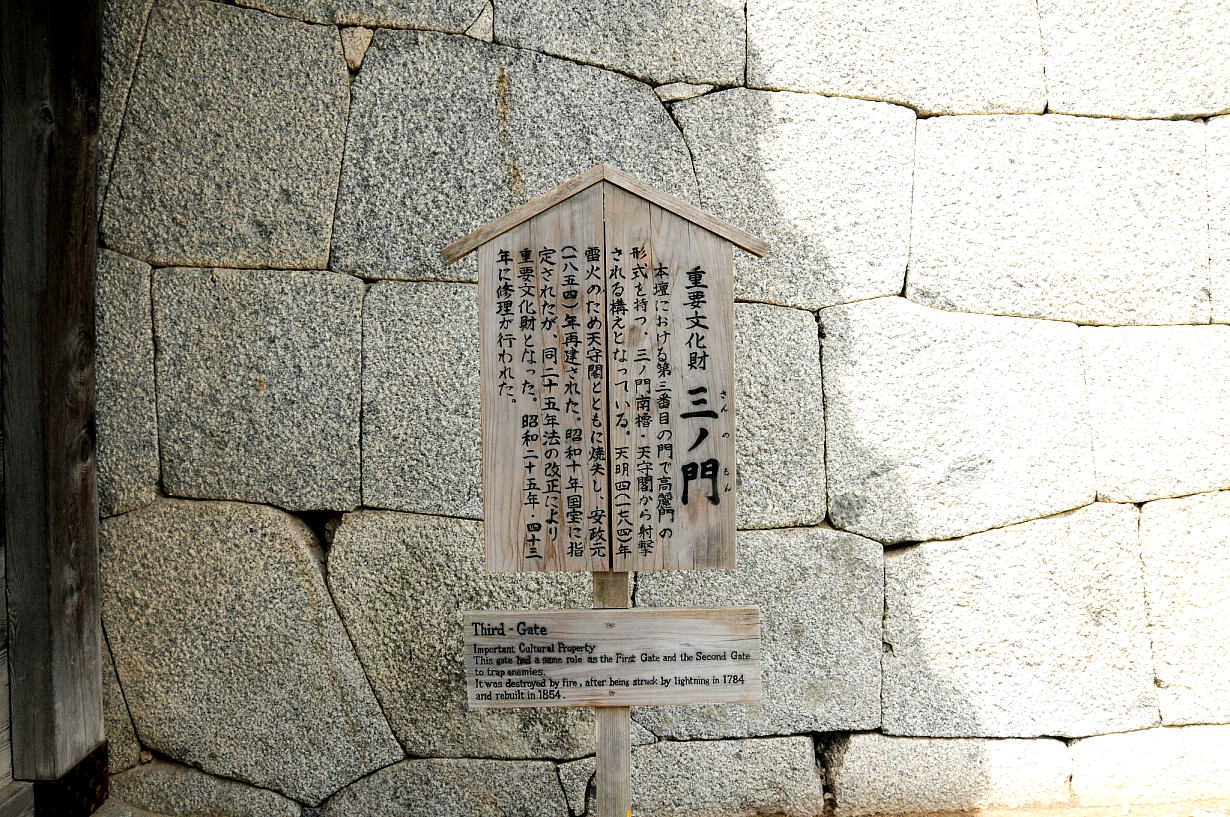 重要文化財 三ノ門
さんのもん
本壇における第三番目の門で高麗門の
形式を持つ、三ノ門南櫓・天守閣から射撃
される構えとなっている。天明四(一七八四)年
雷火のため天守閣とともに焼失し、安政元
(一八五四)年再建された。昭和十年国宝に指
定されたが、同二十五年法の改正により
重要文化財となった。昭和二十五年・四十三
年に修理が行われた。
Third - Gate
Important Cultural Property
This gate had a same role as the First Gate and the Second Gate
to trap enemies.
It was destroyed by fire, after being struck by lightning in 1784
and rebuilt in 1854.